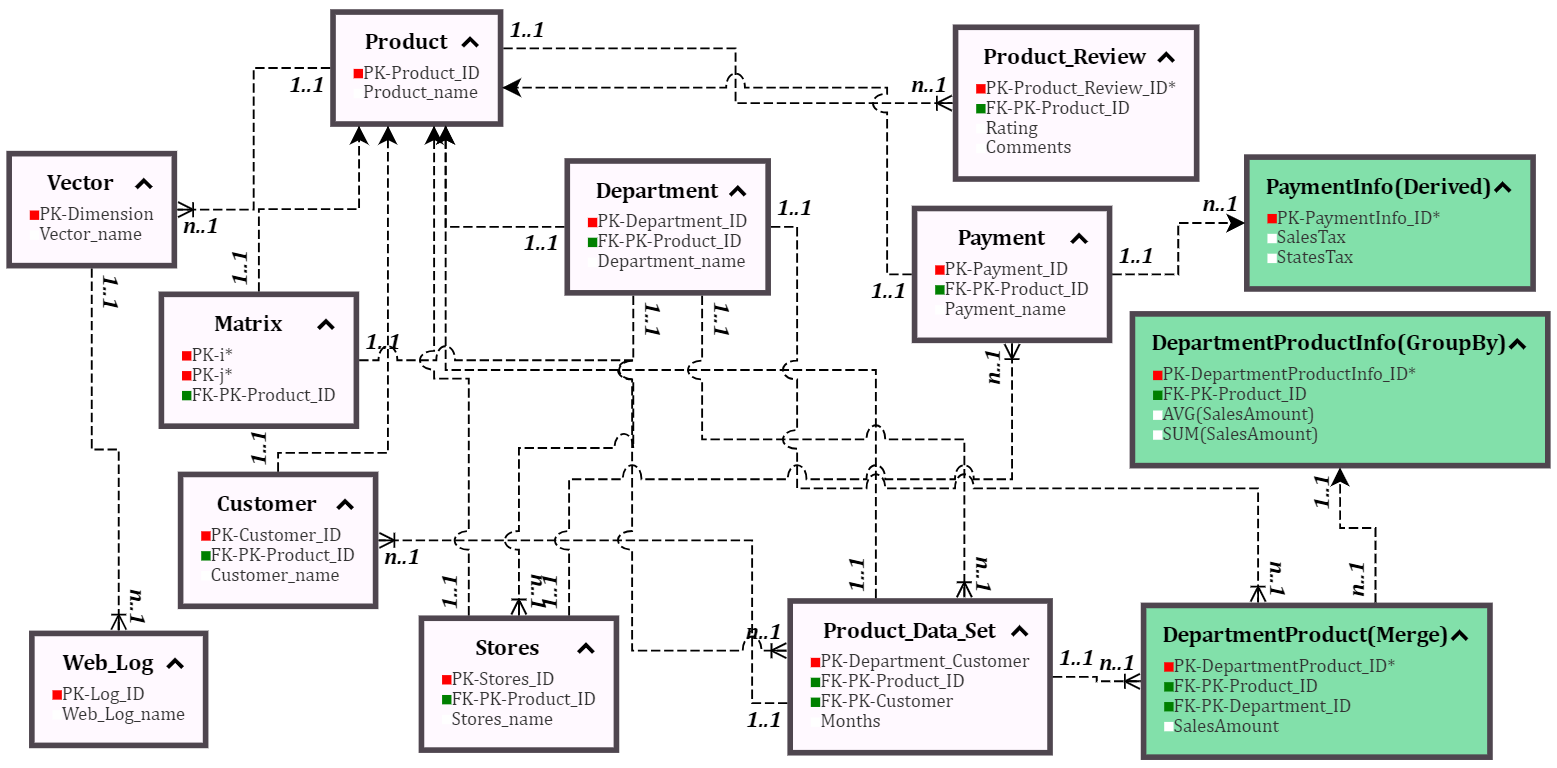 Product
PK-Product_ID
Product_name
1..1
1..1
Product_Review
PK-Product_Review_ID*
FK-PK-Product_ID
Rating
Comments
n..1
Vector
PK-Dimension
Vector_name
n..1
1..1
Department
PK-Department_ID
FK-PK-Product_ID
Department_name
1..1
1..1
1..1
1..1
Payment
PK-Payment_ID
FK-PK-Product_ID
Payment_name
1..1
1..1
n..1
n..1
PaymentInfo(Derived)
PK-PaymentInfo_ID*
SalesTax
StatesTax
Matrix
PK-i*
PK-j*
FK-PK-Product_ID
1..1
1..1
DepartmentProductInfo(GroupBy)
PK-DepartmentProductInfo_ID*
FK-PK-Product_ID
AVG(SalesAmount)
SUM(SalesAmount)
1..1
Customer
PK-Customer_ID
FK-PK-Product_ID
Customer_name
1..1
n..1
Web_Log
PK-Log_ID
Web_Log_name
n..1
Stores
PK-Stores_ID
FK-PK-Product_ID
Stores_name
1..1
n..1
1..1
Product_Data_Set
PK-Department_Customer
FK-PK-Product_ID
FK-PK-Customer
Months
1..1
n..1
n..1
1..1
1..1
n..1
DepartmentProduct(Merge)
PK-DepartmentProduct_ID*
FK-PK-Product_ID
FK-PK-Department_ID
SalesAmount
n..1
n..1